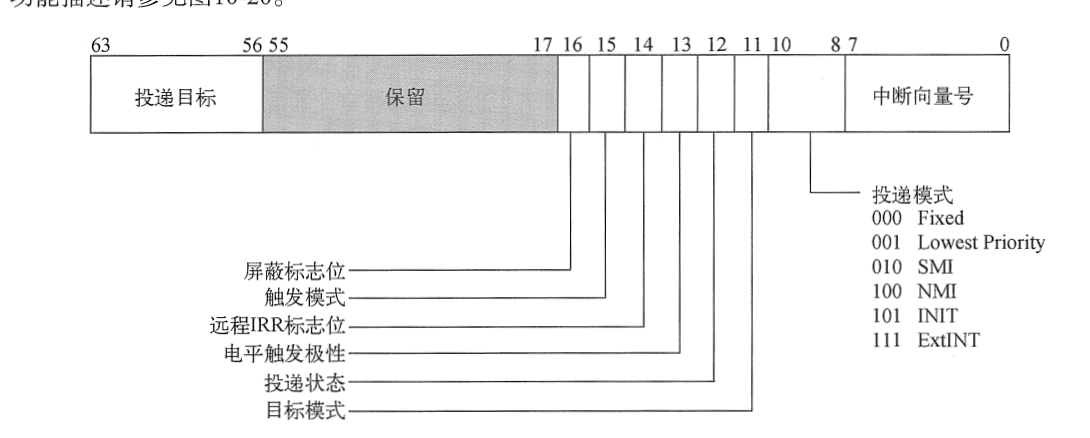 功能描述请参见图10-20。
63 56 55 17 16 15 14 13 12 11 10 8 7 0
投递目标 保留 中断向量号
投递模式
000 Fixed
001 Lowest Priority
010 SMI
100 NMI
101 INIT
111 ExtINT
屏蔽标志位
触发模式
远程IRR标志位
电平触发极性
投递状态
目标模式